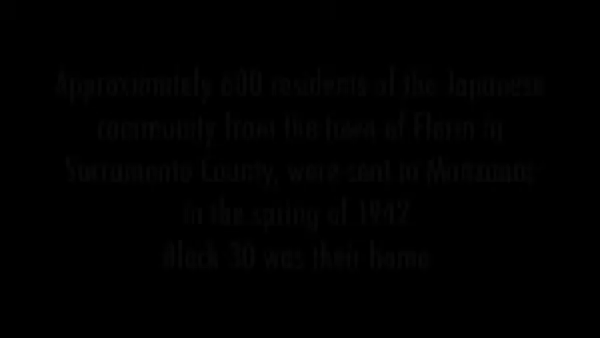 Approximately 600 residents of the Japanese
community from the town of Florin in
Sacramento County, were sent to Manzanar
in the spring of 1942
Block 30 was their home